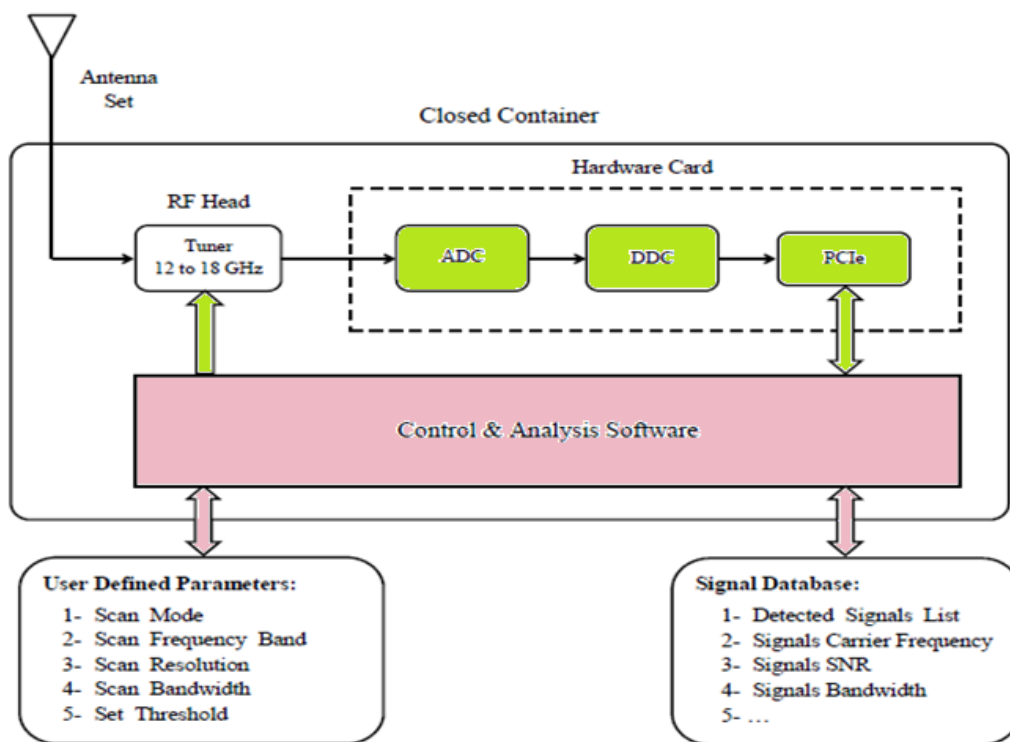 Antenna
Set
Closed Container
Hardware Card
RF Head
Tuner
12 to 18 GHz
ADC
DDC
PCIe
Control & Analysis Software
User Defined Parameters:
1- Scan Mode
2- Scan Frequency Band
3- Scan Resolution
4- Scan Bandwidth
5- Set Threshold
Signal Database:
1- Detected Signals List
2- Signals Carrier Frequency
3- Signals SNR
4- Signals Bandwidth
5- …